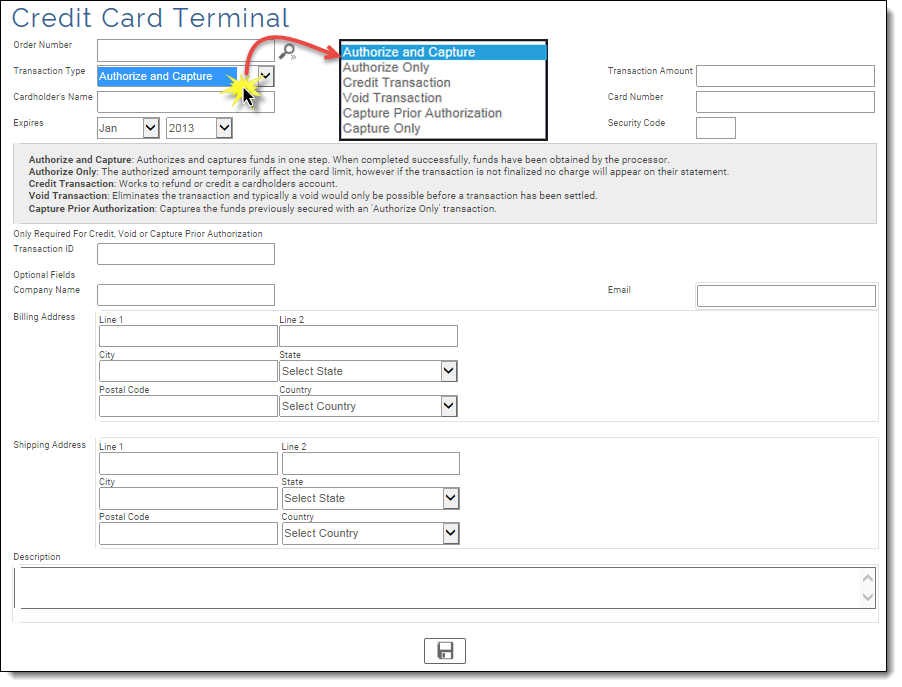 Credit Card Terminal
Order Number
Transaction Type
Authorize and Capture
Authorize and Capture
Authorize Only
Credit Transaction
Void Transaction
Capture Prior Authorization
Capture Only
Transaction Amount
Cardholder's Name
Card Number
Expires
Jan
2013
Security Code
Authorize and Capture: Authorizes and captures funds in one step. When completed successfully, funds have been obtained by the processor.
Authorize Only: The authorized amount temporarily affect the card limit, however if the transaction is not finalized no charge will appear on their statement.
Credit Transaction: Works to refund or credit a cardholders account.
Void Transaction: Eliminates the transaction and typically a void would only be possible before a transaction has been settled.
Capture Prior Authorization: Captures the funds previously secured with an `Authorize Only` transaction.
Only Required For Credit, Void or Capture Prior Authorization
Transaction ID
Optional Fields
Company Name
Email
Billing Address
Line 1
Line 2
City
State
Select State
Postal Code
Country
Select Country
Shipping Address
Line 1
Line 2
City
State
Select State
Postal Code
Country
Select Country
Description